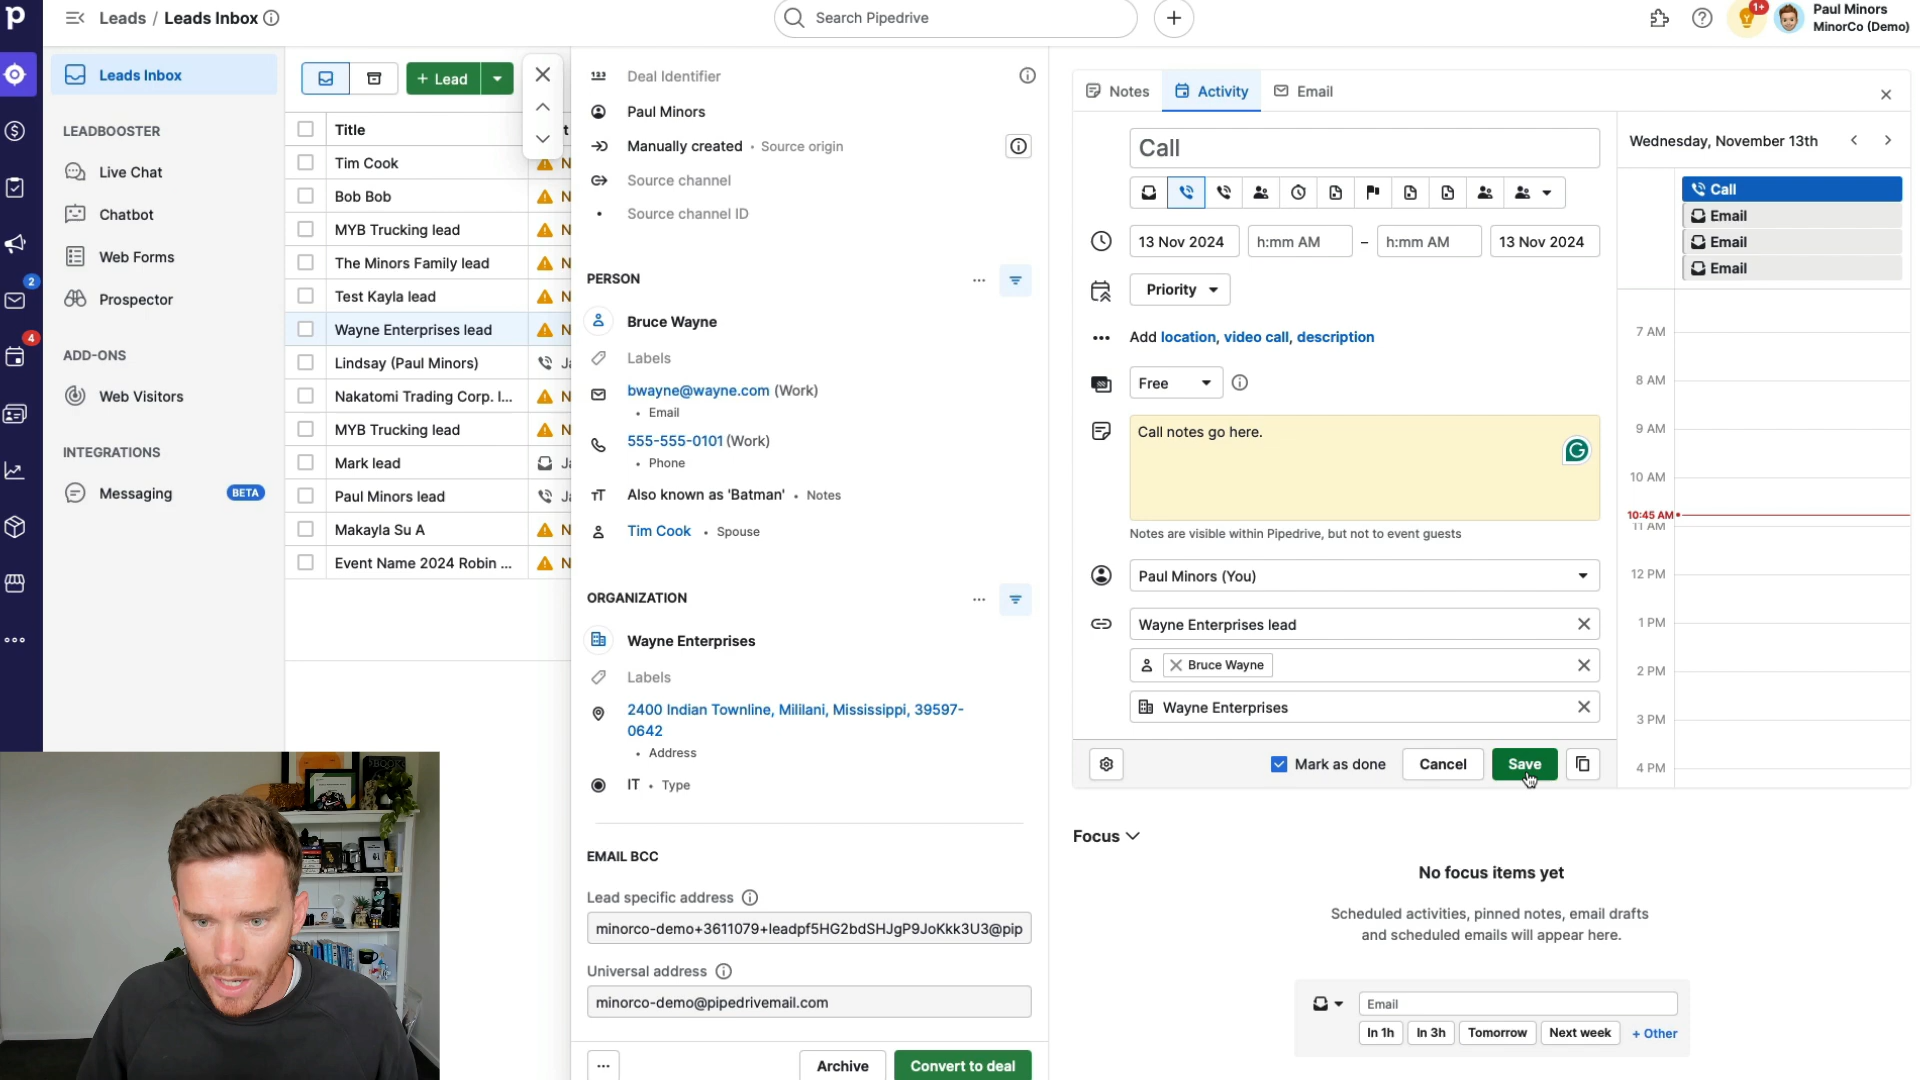 Leads / Leads Inbox
Search Pipedrive
1+
Paul Minors
MinorCo (Demo)
Leads Inbox
LEADBOOSTER
Live Chat
Chatbot
Web Forms
Prospector
ADD-ONS
Web Visitors
INTEGRATIONS
Messaging
BETA
2
4
+ Lead
Title
t
Tim Cook
N
Bob Bob
N
MYB Trucking lead
N
The Minors Family lead
N
Test Kayla lead
N
Wayne Enterprises lead
N
Lindsay (Paul Minors)
Ja
Nakatomi Trading Corp. l...
N
MYB Trucking lead
N
Mark lead
Ja
Paul Minors lead
Ja
Makayla Su A
N
Event Name 2024 Robin ...
N
Deal Identifier
Paul Minors
Manually created • Source origin
Source channel
Source channel ID
PERSON
Bruce Wayne
Labels
bwayne@wayne.com (Work)
• Email
555-555-0101 (Work)
• Phone
Also known as 'Batman' • Notes
Tim Cook • Spouse
ORGANIZATION
Wayne Enterprises
Labels
2400 Indian Townline, Mililani, Mississippi, 39597-
0642
• Address
IT • Type
EMAIL BCC
Lead specific address
minorco-demo+3611079+leadpf5HG2bdSHJgP9JoKkk3U3@pip
Universal address
minorco-demo@pipedrivemail.com
Archive
Convert to deal
Notes
Activity
Email
Call
13 Nov 2024
h:mm AM
–
h:mm AM
13 Nov 2024
Priority
Add location, video call, description
Free
Call notes go here.
Notes are visible within Pipedrive, but not to event guests
Paul Minors (You)
Wayne Enterprises lead
Bruce Wayne
Wayne Enterprises
Mark as done
Cancel
Save
Wednesday, November 13th
Call
Email
Email
Email
7 AM
8 AM
9 AM
10 AM
10:45 AM
11 AM
12 PM
1 PM
2 PM
3 PM
4 PM
Focus
No focus items yet
Scheduled activities, pinned notes, email drafts
and scheduled emails will appear here.
Email
In 1h
In 3h
Tomorrow
Next week
+ Other